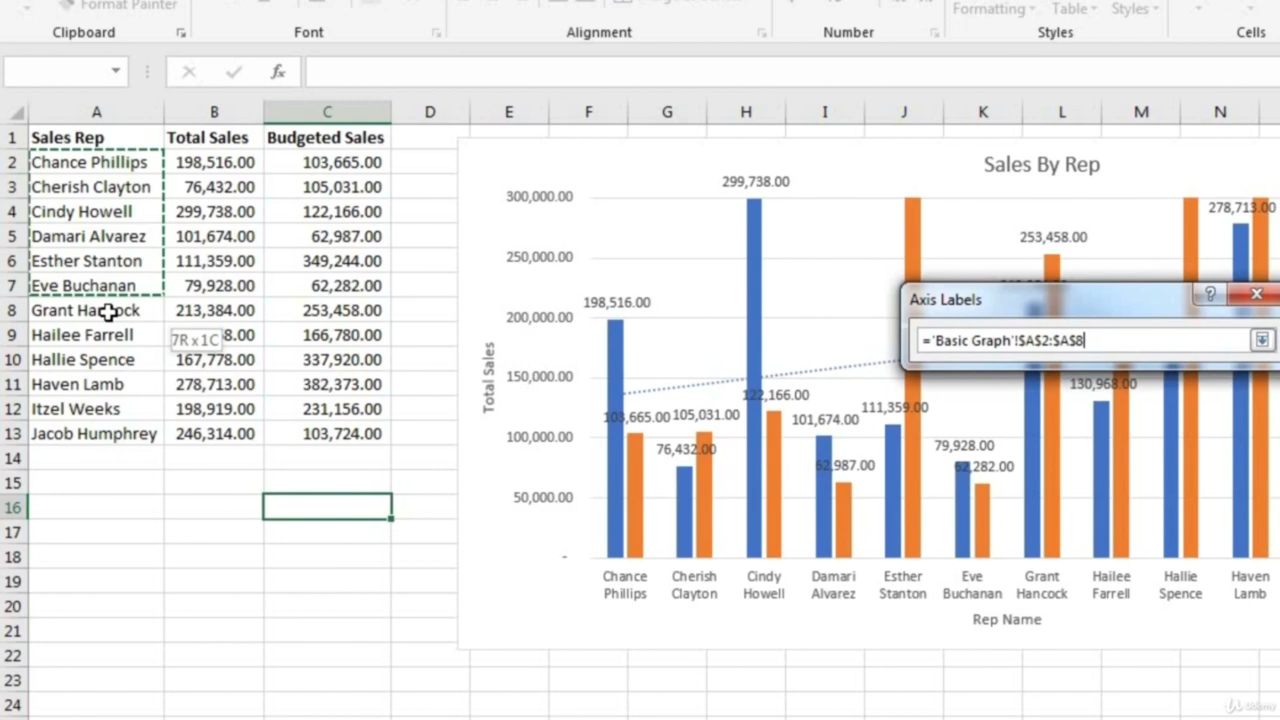 Format Painter
Formatting Table Styles
Clipboard Font Alignment Number Styles Cells
fx
A B C D E F G H I J K L M N
1 Sales Rep Total Sales Budgeted Sales
2 Chance Phillips 198,516.00 103,665.00
3 Cherish Clayton 76,432.00 105,031.00
4 Cindy Howell 299,738.00 122,166.00
5 Damari Alvarez 101,674.00 62,987.00
6 Esther Stanton 111,359.00 349,244.00
7 Eve Buchanan 79,928.00 62,282.00
8 Grant Hancock 213,384.00 253,458.00
9 Hailee Farrell 8.00 166,780.00
7R x 1C
10 Hallie Spence 167,778.00 337,920.00
11 Haven Lamb 278,713.00 382,373.00
12 Itzel Weeks 198,919.00 231,156.00
13 Jacob Humphrey 246,314.00 103,724.00
14
15
16
17
18
19
20
21
22
23
24
Sales By Rep
300,000.00
250,000.00
200,000.00
150,000.00
100,000.00
50,000.00
-
Total Sales
299,738.00
278,713.00
253,458.00
198,516.00
130,968.00
122,166.00
103,665.00 105,031.00
101,674.00
111,359.00
76,432.00
79,928.00
62,987.00
62,282.00
Axis Labels
?
='Basic Graph'!$A$2:$A$8
Chance Cherish Cindy Damari Esther Eve Grant Hailee Hallie Haven
Phillips Clayton Howell Alvarez Stanton Buchanan Hancock Farrell Spence Lamb
Rep Name
Udemy